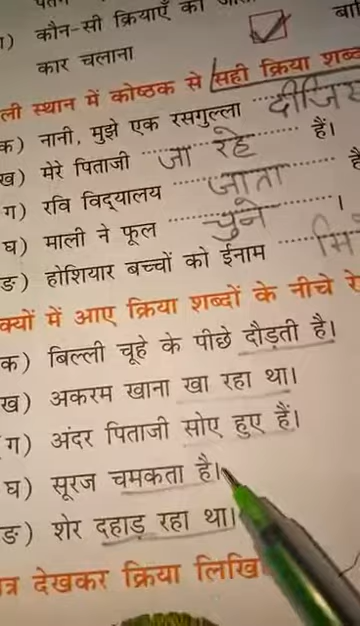 ) कौन-सी क्रियाएँ
कार चलाना
ली स्थान में कोष्ठक से सही क्रिया शब्द
क) नानी, मुझे एक रसगुल्ला
ख) मेरे पिताजी जा रहे हैं।
ग) रवि विद्यालय जाता
घ) माली ने फूल चुने ।
ङ) होशियार बच्चों को ईनाम
क्यों में आए क्रिया शब्दों के नीचे रे
क) बिल्ली चूहे के पीछे दौड़ती है।
ख) अकरम खाना खा रहा था।
ग) अंदर पिताजी सोए हुए हैं।
घ) सूरज चमकता है।
ङ) शेर दहाड़ रहा था।
त्र देखकर क्रिया लिखि